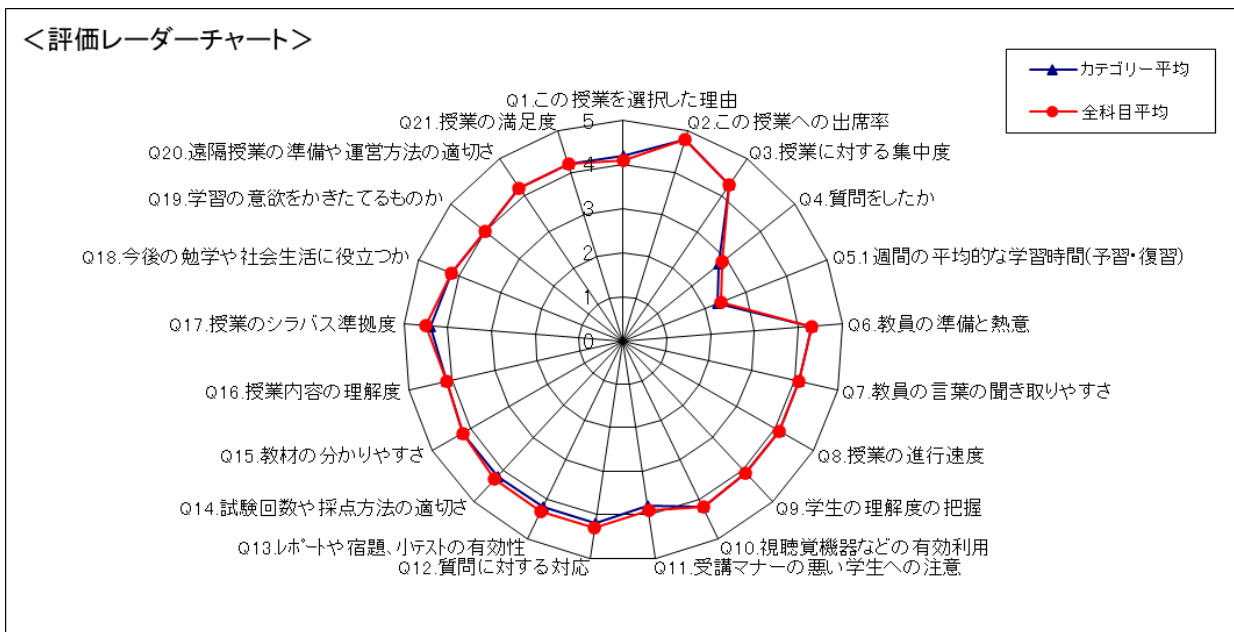 ＜評価レーダーチャート＞
カテゴリー平均
全科目平均
Q1.この授業を選択した理由
Q2.この授業への出席率
Q3.授業に対する集中度
Q4.質問をしたか
Q5.1週間の平均的な学習時間(予習・復習)
Q6.教員の準備と熱意
Q7.教員の言葉の聞き取りやすさ
Q8.授業の進行速度
Q9.学生の理解度の把握
Q10.視聴覚機器などの有効利用
Q11.受講マナーの悪い学生への注意
Q12.質問に対する対応
Q13.レポートや宿題、小テストの有効性
Q14.試験回数や採点方法の適切さ
Q15.教材の分かりやすさ
Q16.授業内容の理解度
Q17.授業のシラバス準拠度
Q18.今後の勉学や社会生活に役立つか
Q19.学習の意欲をかきたてるものか
Q20.遠隔授業の準備や運営方法の適切さ
Q21.授業の満足度
5
4
3
2
1
0